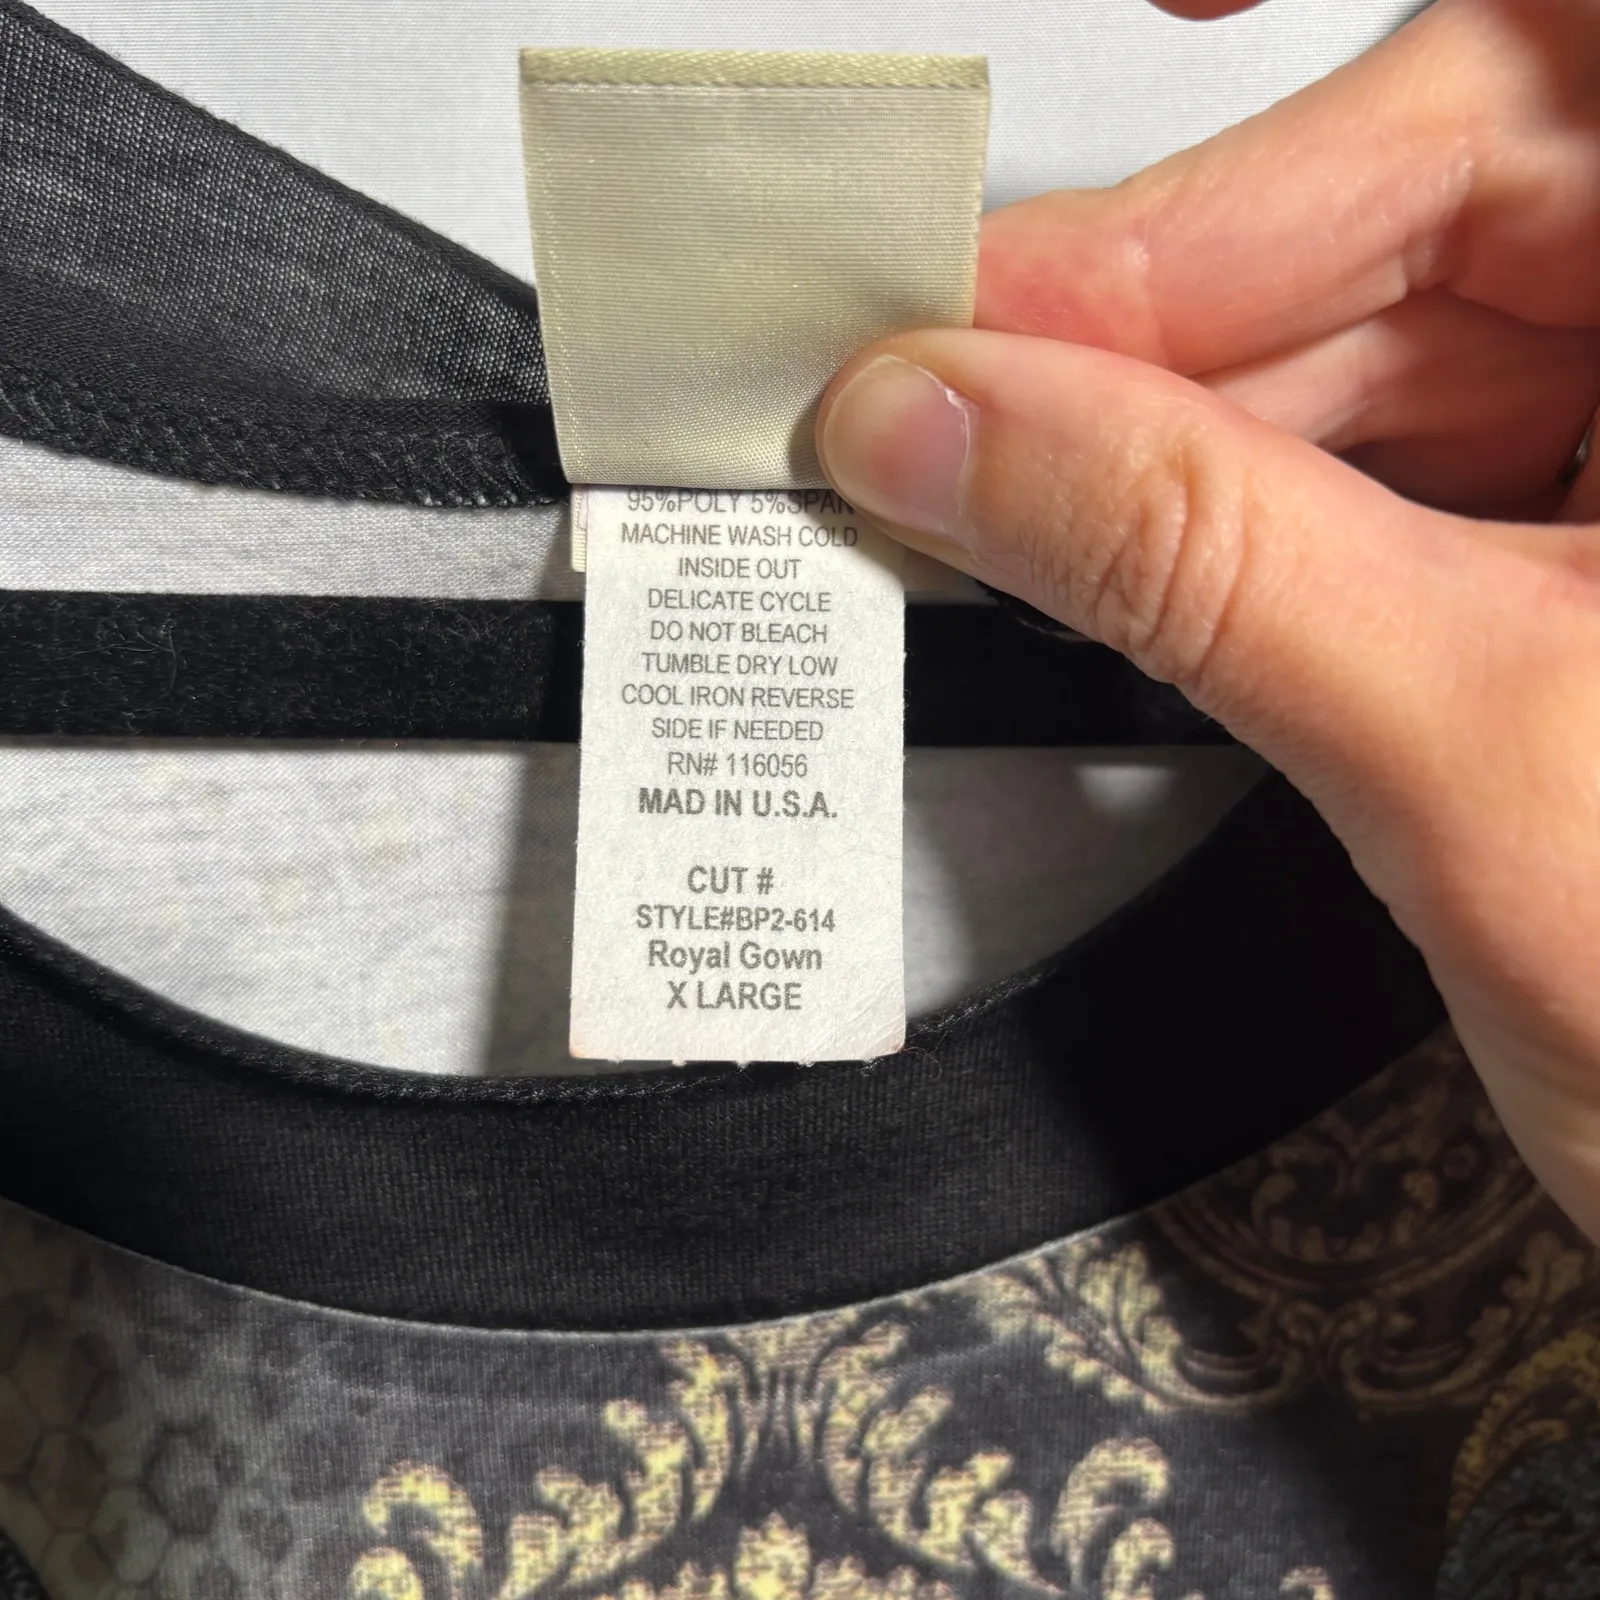 95%POLY 5%SPAN
MACHINE WASH COLD
INSIDE OUT
DELICATE CYCLE
DO NOT BLEACH
TUMBLE DRY LOW
COOL IRON REVERSE
SIDE IF NEEDED
RN# 116056
MAD IN U.S.A.
CUT #
STYLE#BP2-614
Royal Gown
X LARGE